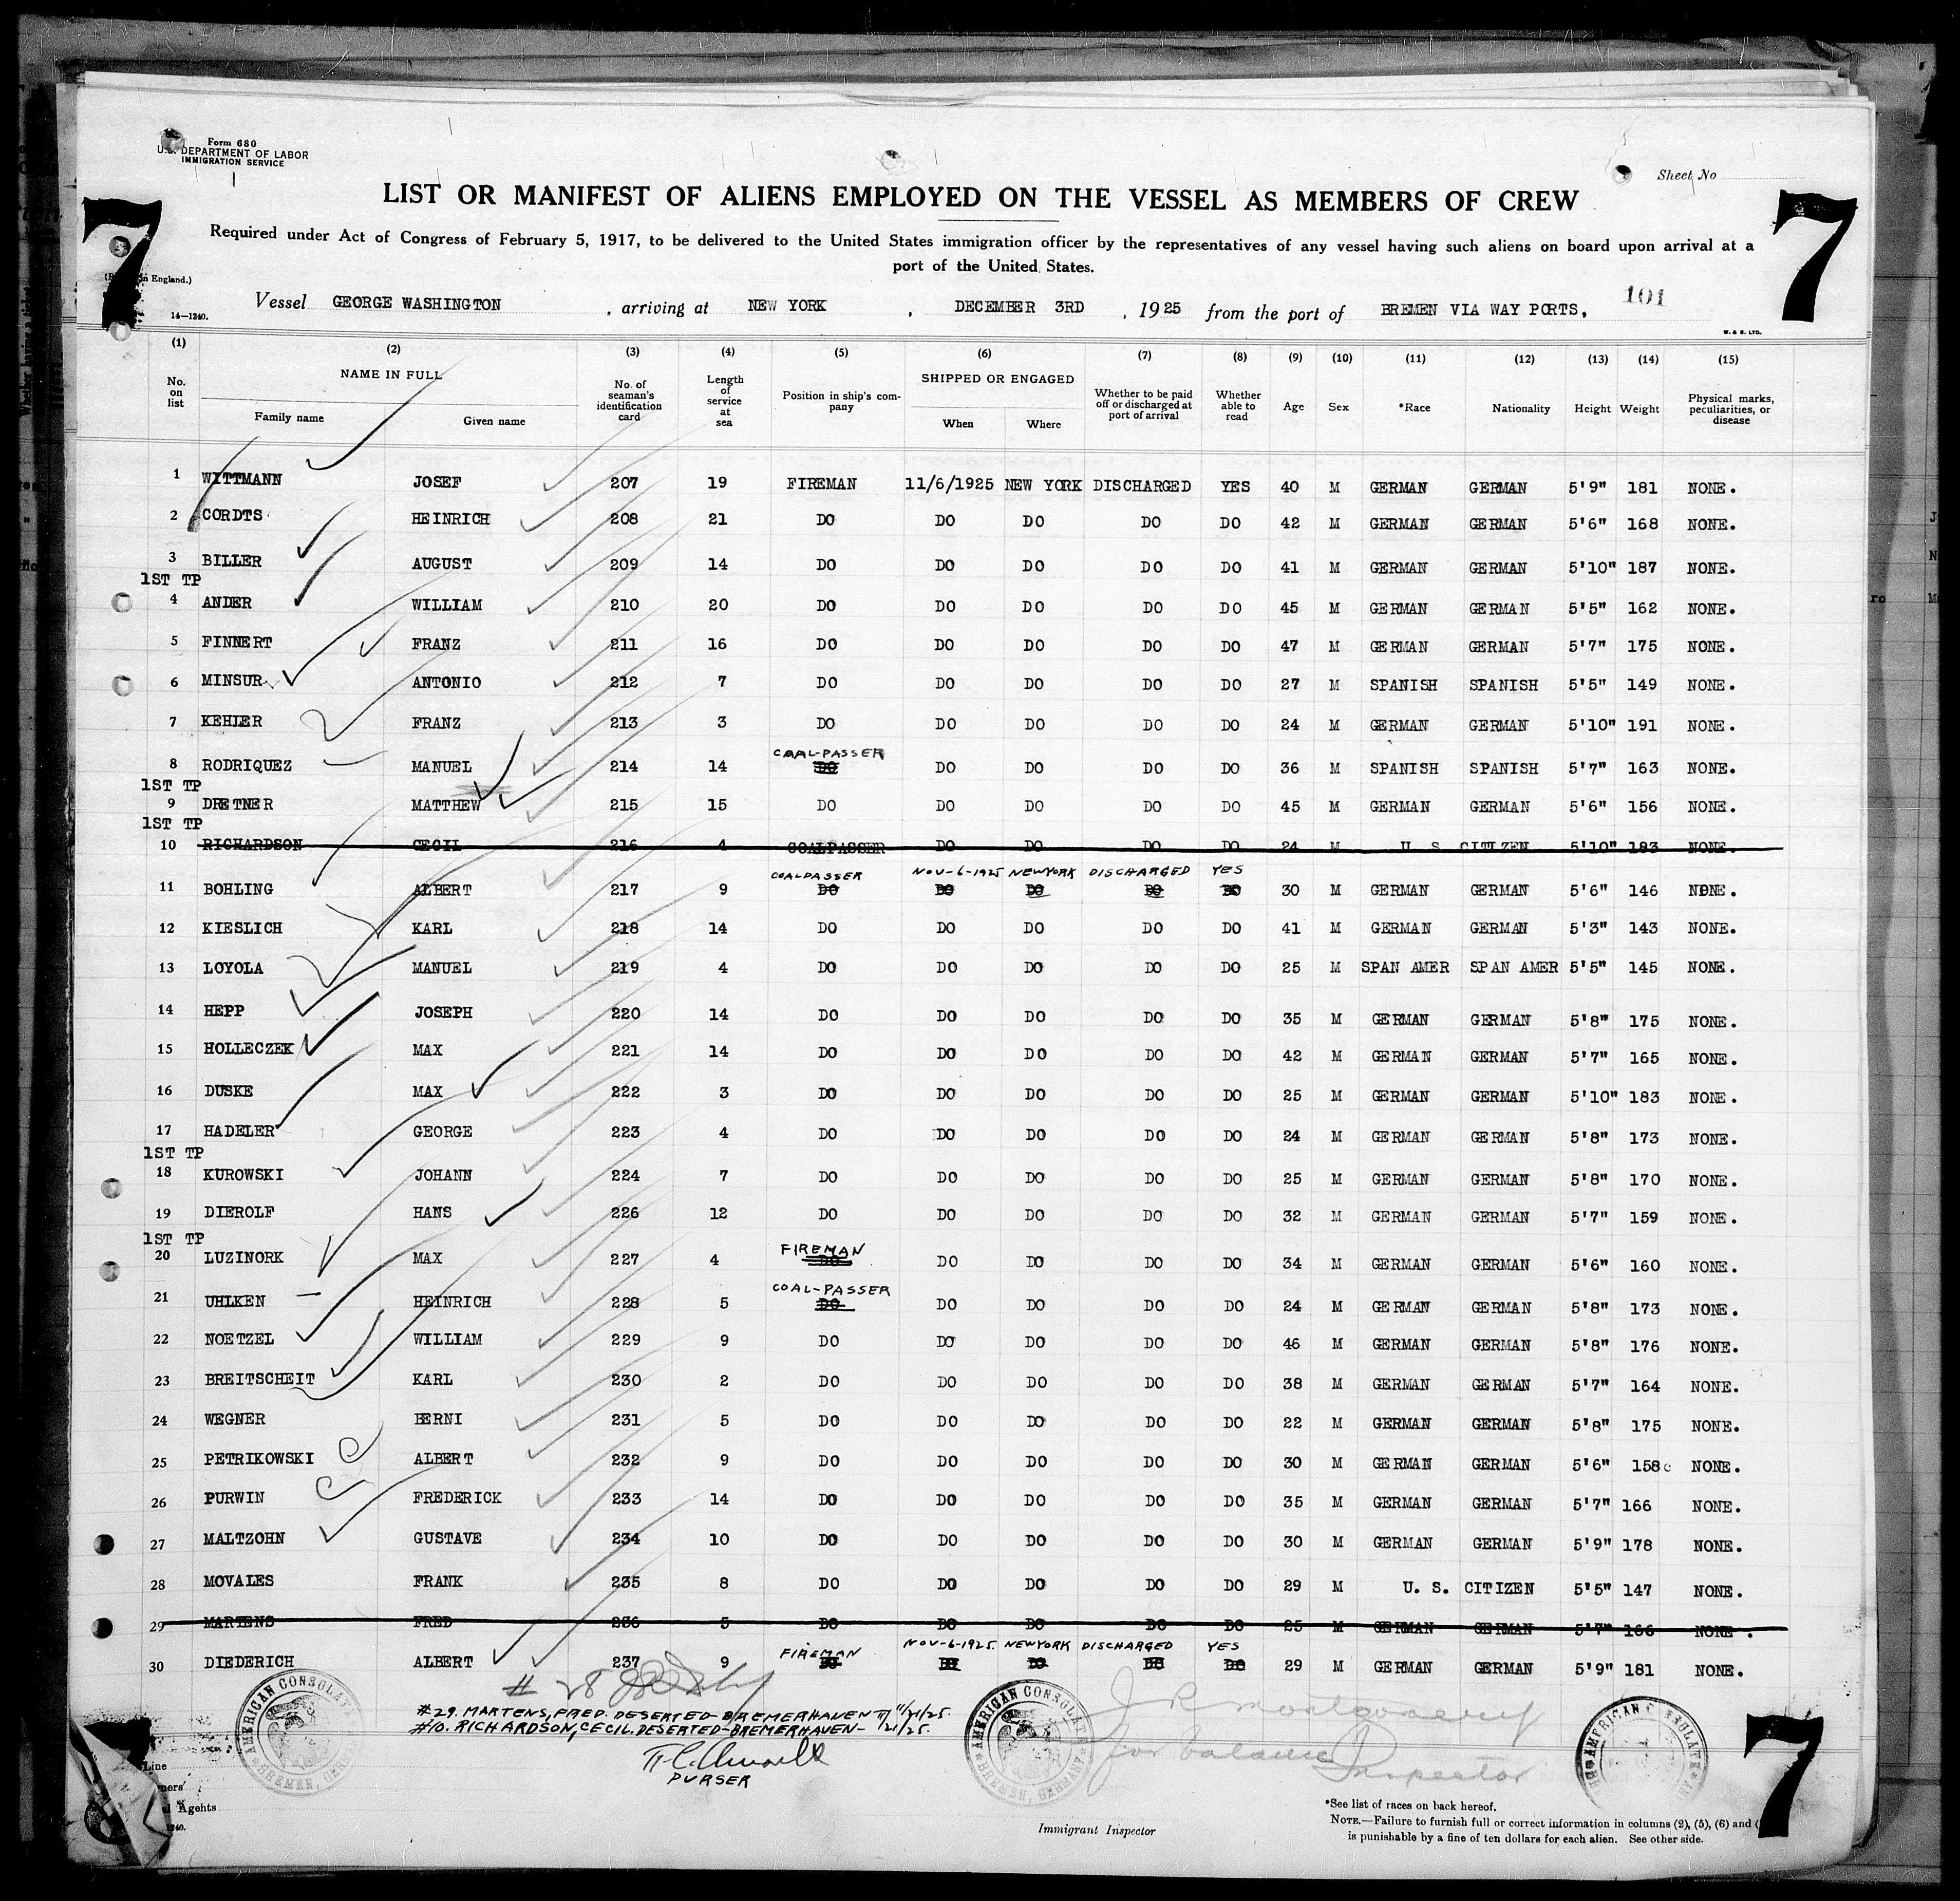 Form 680
U.S. DEPARTMENT OF LABOR
IMMIGRATION SERVICE
Sheet No
LIST OR MANIFEST OF ALIENS EMPLOYED ON THE VESSEL AS MEMBERS OF CREW
7 7
Required under Act of Congress of February 5, 1917, to be delivered to the United States immigration officer by the representatives of any vessel having such aliens on board upon arrival at a
port of the United States.
in England.)
Vessel GEORGE WASHINGTON , arriving at NEW YORK , DECEMBER 3RD , 1925 from the port of BREMEN VIA WAY PORTS, 101
14—1240.
W. & S. LTD.
(1) (2) (3) (4) (5) (6) (7) (8) (9) (10) (11) (12) (13) (14) (15)
No. on list NAME IN FULL Family name Given name No. of seaman's identification card Length of service at sea Position in ship's company SHIPPED OR ENGAGED When Where Whether to be paid off or discharged at port of arrival Whether able to read Age Sex *Race Nationality Height Weight Physical marks, peculiarities, or disease
1 WITTMANN JOSEF 207 19 FIREMAN 11/6/1925 NEW YORK DISCHARGED YES 40 M GERMAN GERMAN 5'9" 181 NONE.
2 CORDTS HEINRICH 208 21 DO DO DO DO DO 42 M GERMAN GERMAN 5'6" 168 NONE.
3 BILLER AUGUST 209 14 DO DO DO DO DO 41 M GERMAN GERMAN 5'10" 187 NONE.
1ST TP
4 ANDER WILLIAM 210 20 DO DO DO DO DO 45 M GERMAN GERMAN 5'5" 162 NONE.
5 FINNERT FRANZ 211 16 DO DO DO DO DO 47 M GERMAN GERMAN 5'7" 175 NONE.
6 MINSUR ANTONIO 212 7 DO DO DO DO DO 27 M SPANISH SPANISH 5'5" 149 NONE.
7 KEHLER FRANZ 213 3 DO DO DO DO DO 24 M GERMAN GERMAN 5'10" 191 NONE.
COAL-PASSER
8 RODRIQUEZ MANUEL 214 14 DO DO DO DO DO 36 M SPANISH SPANISH 5'7" 163 NONE.
1ST TP
9 DRETNER MATTHEW 215 15 DO DO DO DO DO 45 M GERMAN GERMAN 5'6" 156 NONE.
1ST TP
10 RICHARDSON CECIL 216 4 COALPASSER DO DO DO DO 24 M U S CITIZEN 5'10" 183 NONE.
COALPASSER NOV-6-1925 NEWYORK DISCHARGED YES
11 BOHLING ALBERT 217 9 DO DO DO DO DO 30 M GERMAN GERMAN 5'6" 146 NONE.
12 KIESLICH KARL 218 14 DO DO DO DO DO 41 M GERMAN GERMAN 5'3" 143 NONE.
13 LOYOLA MANUEL 219 4 DO DO DO DO DO 25 M SPAN AMER SPAN AMER 5'5" 145 NONE.
14 HEPP JOSEPH 220 14 DO DO DO DO DO 35 M GERMAN GERMAN 5'8" 175 NONE.
15 HOLLECZEK MAX 221 14 DO DO DO DO DO 42 M GERMAN GERMAN 5'7" 165 NONE.
16 DUSKE MAX 222 3 DO DO DO DO DO 25 M GERMAN GERMAN 5'10" 183 NONE.
17 HADELER GEORGE 223 4 DO DO DO DO DO 24 M GERMAN GERMAN 5'8" 173 NONE.
1ST TP
18 KUROWSKI JOHANN 224 7 DO DO DO DO DO 25 M GERMAN GERMAN 5'8" 170 NONE.
19 DIEROLF HANS 226 12 DO DO DO DO DO 32 M GERMAN GERMAN 5'7" 159 NONE.
1ST TP
FIREMAN
20 LUZINORK MAX 227 4 DO DO DO DO DO 34 M GERMAN GERMAN 5'6" 160 NONE.
COAL-PASSER
21 UHLKEN HEINRICH 228 5 DO DO DO DO DO 24 M GERMAN GERMAN 5'8" 173 NONE.
22 NOETZEL WILLIAM 229 9 DO DO DO DO DO 46 M GERMAN GERMAN 5'8" 176 NONE.
23 BREITSCHEIT KARL 230 2 DO DO DO DO DO 38 M GERMAN GERMAN 5'7" 164 NONE.
24 WEGNER BERNI 231 5 DO DO DO DO DO 22 M GERMAN GERMAN 5'8" 175 NONE.
25 PETRIKOWSKI ALBERT 232 9 DO DO DO DO DO 30 M GERMAN GERMAN 5'6" 158 NONE.
26 PURWIN FREDERICK 233 14 DO DO DO DO DO 35 M GERMAN GERMAN 5'7" 166 NONE.
27 MALTZOHN GUSTAVE 234 10 DO DO DO DO DO 30 M GERMAN GERMAN 5'9" 178 NONE.
28 MOVALES FRANK 235 8 DO DO DO DO DO 29 M U. S. CITIZEN 5'5" 147 NONE.
29 MARTENS FRED 236 5 DO DO DO DO DO 25 M GERMAN GERMAN 5'7" 166 NONE.
FIREMAN NOV-6-1925 NEWYORK DISCHARGED YES
30 DIEDERICH ALBERT 237 9 DO DO DO DO DO 29 M GERMAN GERMAN 5'9" 181 NONE.
# 28
#29. MARTENS, FRED. DESERTED BREMERHAVEN 11/21/25.
#10. RICHARDSON, CECIL, DESERTED-BREMERHAVEN- /21/25.
PURSER
AMERICAN CONSULATE BREMEN, GERMANY
AMERICAN CONSULATE BREMEN, GERMANY
AMERICAN CONSULATE
J R Montgomery
for balance
Inspector
Line
Agents
7
Immigrant Inspector
*See list of races on back hereof.
NOTE.—Failure to furnish full or correct information in columns (2), (5), (6) and (
is punishable by a fine of ten dollars for each alien. See other side.